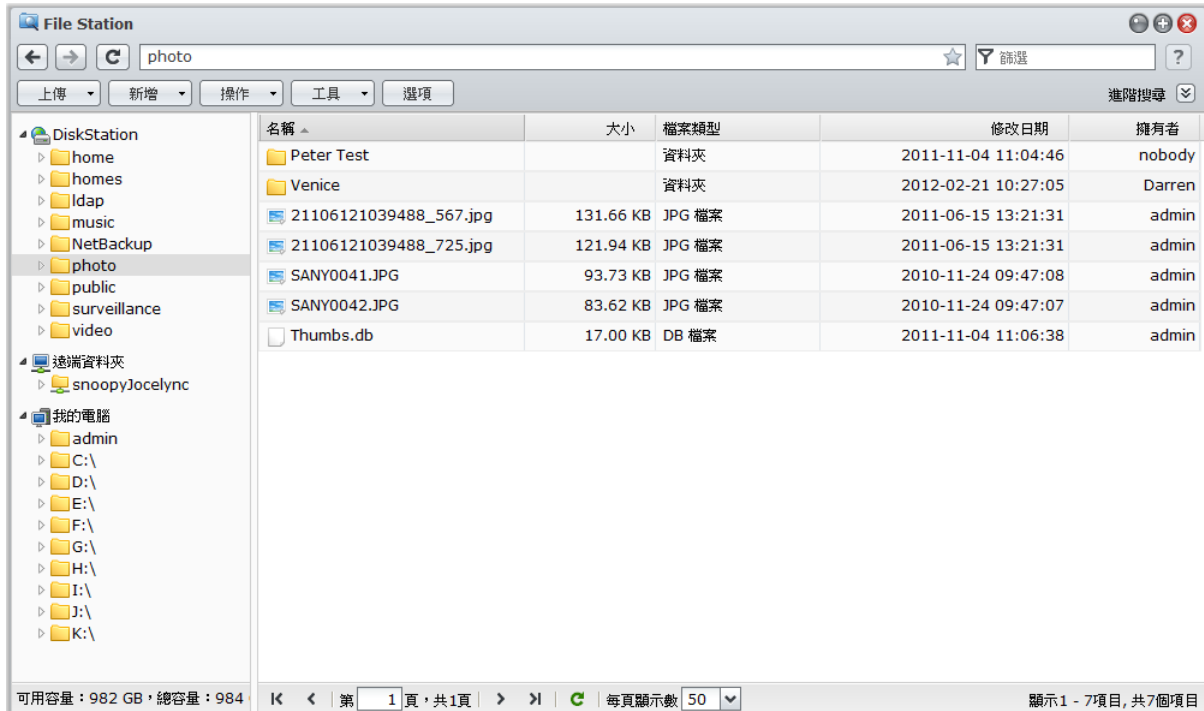 File Station
photo
篩選
?
上傳 新增 操作 工具 選項 進階搜尋
DiskStation
home
homes
ldap
music
NetBackup
photo
public
surveillance
video
遠端資料夾
snoopyJocelync
我的電腦
admin
C:\
D:\
E:\
F:\
G:\
H:\
I:\
J:\
K:\
可用容量：982 GB，總容量：984
名稱 大小 檔案類型 修改日期 擁有者
Peter Test 資料夾 2011-11-04 11:04:46 nobody
Venice 資料夾 2012-02-21 10:27:05 Darren
21106121039488_567.jpg 131.66 KB JPG 檔案 2011-06-15 13:21:31 admin
21106121039488_725.jpg 121.94 KB JPG 檔案 2011-06-15 13:21:31 admin
SANY0041.JPG 93.73 KB JPG 檔案 2010-11-24 09:47:08 admin
SANY0042.JPG 83.62 KB JPG 檔案 2010-11-24 09:47:07 admin
Thumbs.db 17.00 KB DB 檔案 2011-11-04 11:06:38 admin
第 1 頁，共1頁 每頁顯示數 50 顯示1 - 7項目, 共7個項目